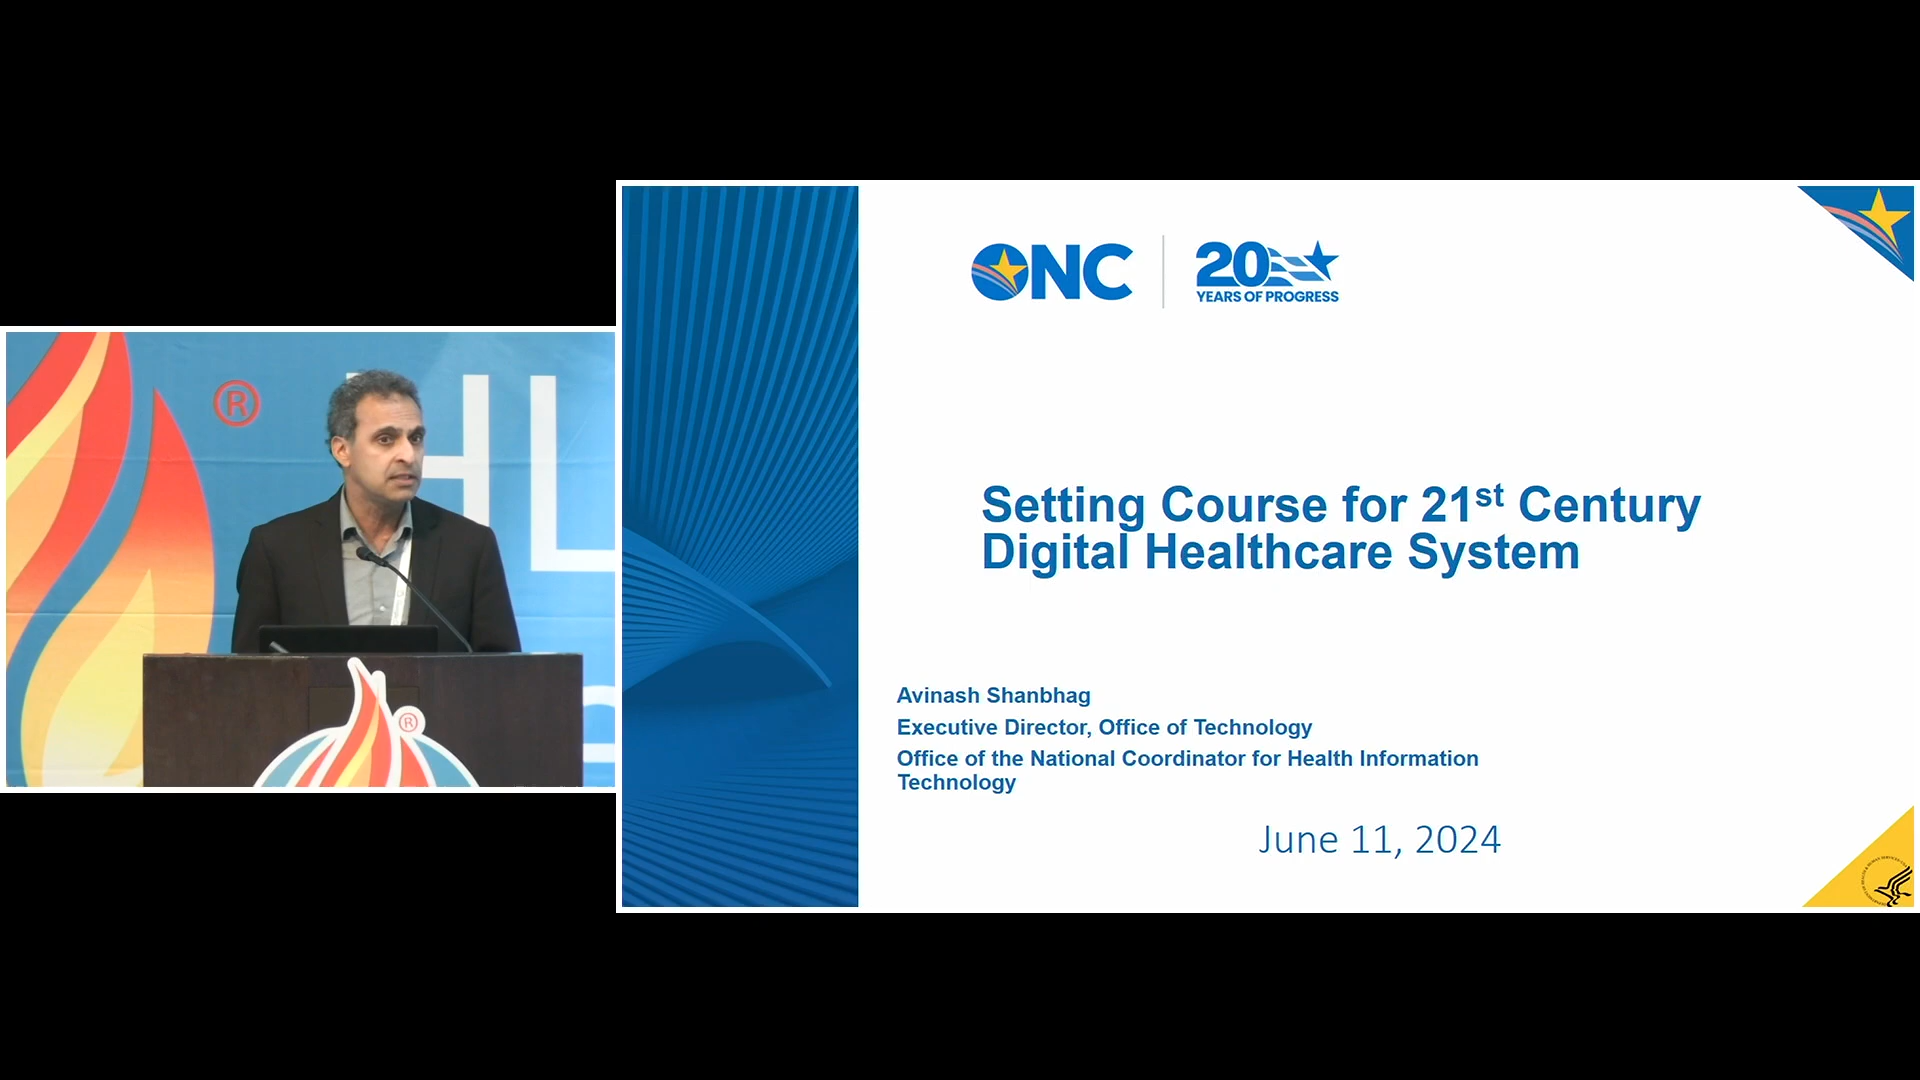 ®
HL
®
ONC
20
YEARS OF PROGRESS
Setting Course for 21st Century
Digital Healthcare System
Avinash Shanbhag
Executive Director, Office of Technology
Office of the National Coordinator for Health Information
Technology
June 11, 2024